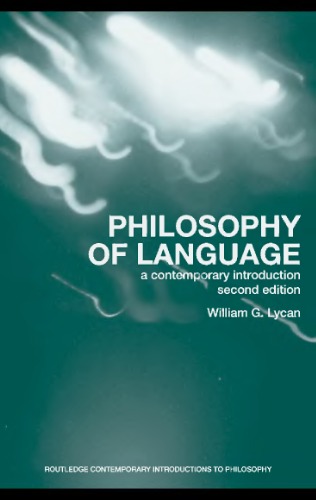 PHILOSOPHY
OF LANGUAGE
a contemporary introduction
second edition
William G. Lycan
ROUTLEDGE CONTEMPORARY INTRODUCTIONS TO PHILOSOPHY